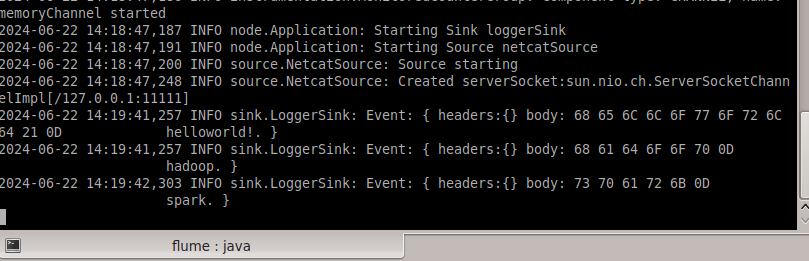 memoryChannel started
2024-06-22 14:18:47,187 INFO node.Application: Starting Sink loggerSink
2024-06-22 14:18:47,191 INFO node.Application: Starting Source netcatSource
2024-06-22 14:18:47,200 INFO source.NetcatSource: Source starting
2024-06-22 14:18:47,248 INFO source.NetcatSource: Created serverSocket:sun.nio.ch.ServerSocketChann
elImpl[/127.0.0.1:11111]
2024-06-22 14:19:41,257 INFO sink.LoggerSink: Event: { headers:{} body: 68 65 6C 6C 6F 77 6F 72 6C
64 21 0D helloworld!. }
2024-06-22 14:19:41,257 INFO sink.LoggerSink: Event: { headers:{} body: 68 61 64 6F 6F 70 0D
hadoop. }
2024-06-22 14:19:42,303 INFO sink.LoggerSink: Event: { headers:{} body: 73 70 61 72 6B 0D
spark. }
flume : java